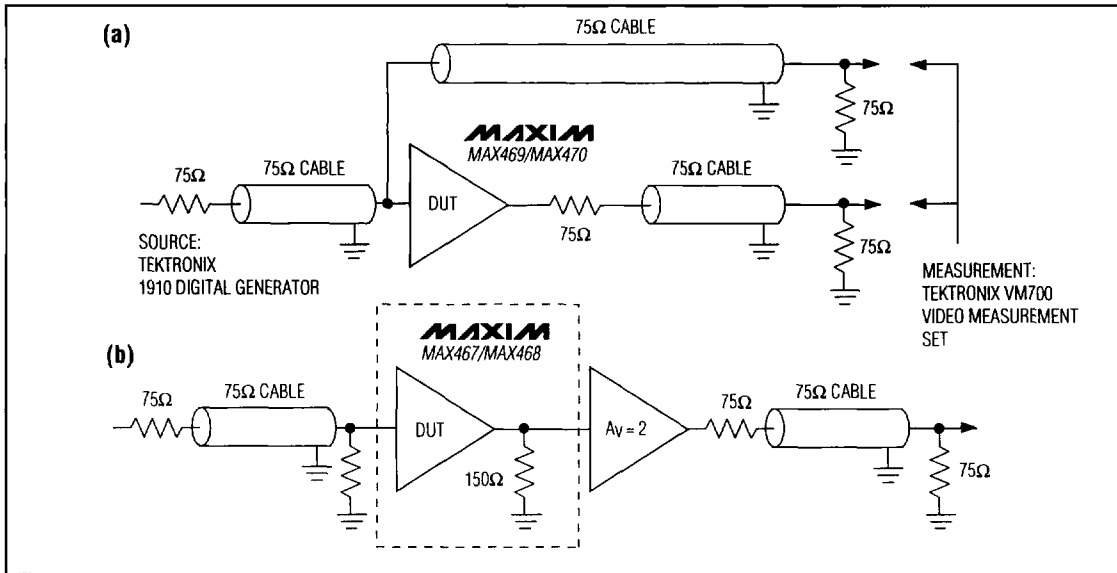 (a)
75Ω CABLE
75Ω
MAXIM
MAX469/MAX470
75Ω
75Ω CABLE
DUT
75Ω
75Ω CABLE
75Ω
SOURCE:
TEKTRONIX
1910 DIGITAL GENERATOR
MEASUREMENT:
TEKTRONIX VM700
VIDEO MEASUREMENT
SET
(b)
MAXIM
MAX467/MAX468
75Ω
75Ω CABLE
DUT
150Ω
AV = 2
75Ω
75Ω CABLE
75Ω